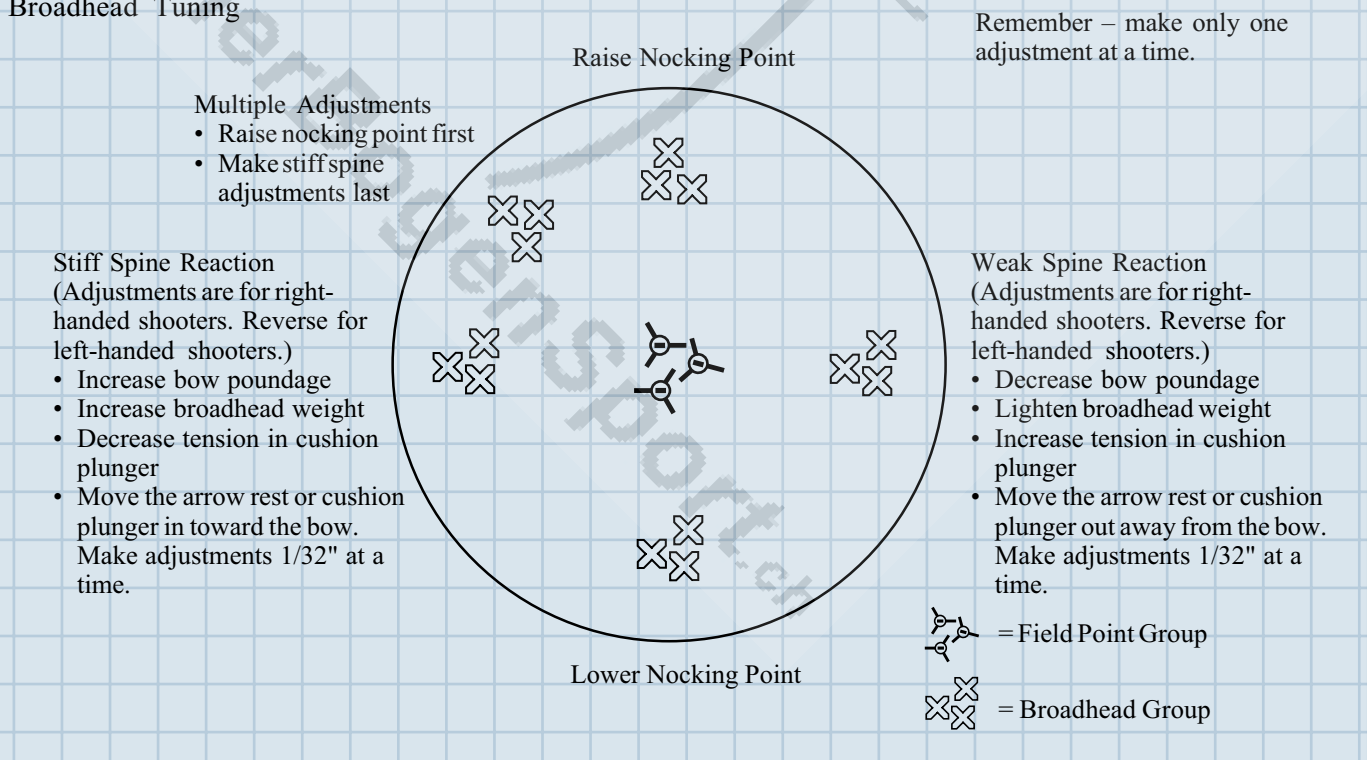 Broadhead Tuning
Remember – make only one
adjustment at a time.
Raise Nocking Point
Multiple Adjustments
• Raise nocking point first
• Make stiff spine
adjustments last
Stiff Spine Reaction
(Adjustments are for right-
handed shooters. Reverse for
left-handed shooters.)
• Increase bow poundage
• Increase broadhead weight
• Decrease tension in cushion
plunger
• Move the arrow rest or cushion
plunger in toward the bow.
Make adjustments 1/32" at a
time.
Weak Spine Reaction
(Adjustments are for right-
handed shooters. Reverse for
left-handed shooters.)
• Decrease bow poundage
• Lighten broadhead weight
• Increase tension in cushion
plunger
• Move the arrow rest or cushion
plunger out away from the bow.
Make adjustments 1/32" at a
time.
Lower Nocking Point
= Field Point Group
= Broadhead Group